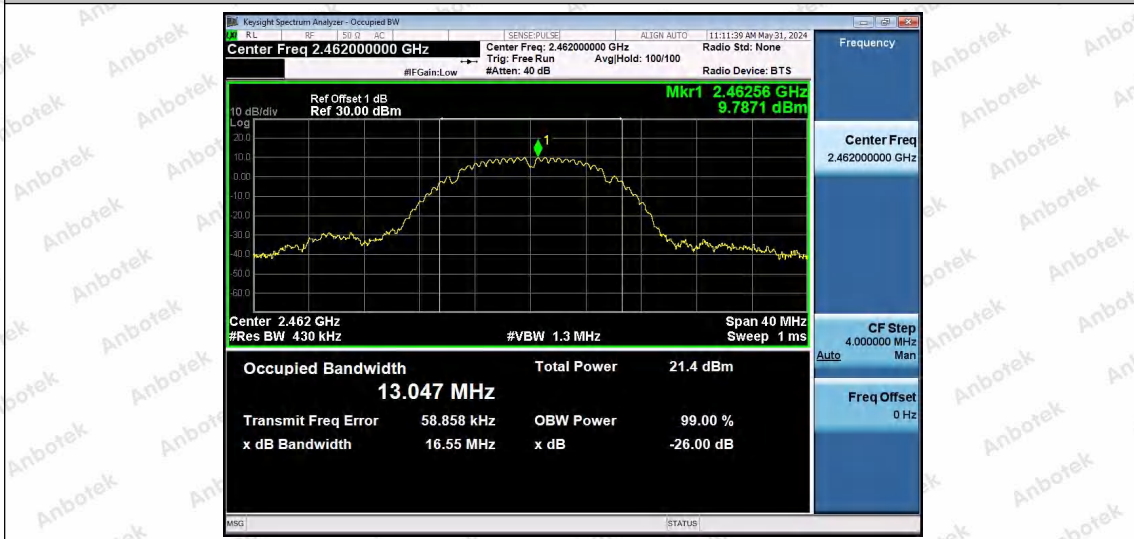 Keysight Spectrum Analyzer - Occupied BW
LXI RL RF 50 Ω AC SENSE:PULSE ALIGN AUTO 11:11:39 AM May 31, 2024
Center Freq 2.462000000 GHz
Center Freq: 2.462000000 GHz
Radio Std: None
Trig: Free Run Avg|Hold: 100/100
#IFGain:Low
#Atten: 40 dB
Radio Device: BTS
Ref Offset 1 dB
10 dB/div Ref 30.00 dBm
Mkr1 2.46256 GHz
9.7871 dBm
Log
20.0
10.0
0.00
-10.0
-20.0
-30.0
-40.0
-50.0
-60.0
1
Center 2.462 GHz
Span 40 MHz
#Res BW 430 kHz
#VBW 1.3 MHz
Sweep 1 ms
Occupied Bandwidth
13.047 MHz
Total Power 21.4 dBm
Transmit Freq Error 58.858 kHz
OBW Power 99.00 %
x dB Bandwidth 16.55 MHz
x dB -26.00 dB
MSG
STATUS
Frequency
Center Freq
2.462000000 GHz
CF Step
4.000000 MHz
Auto Man
Freq Offset
0 Hz
Anbotek